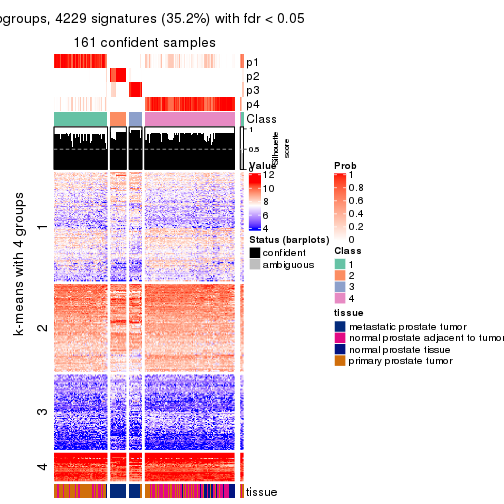 ogroups, 4229 signatures (35.2%) with fdr < 0.05
161 confident samples
p1
p2
p3
p4
Class
1
0.5
0
Silhouette
score
k-means with 4 groups
1
2
3
4
tissue
Value
12
10
8
6
4
Status (barplots)
confident
ambiguous
Prob
1
0.8
0.6
0.4
0.2
0
Class
1
2
3
4
tissue
metastatic prostate tumor
normal prostate adjacent to tumor
normal prostate tissue
primary prostate tumor